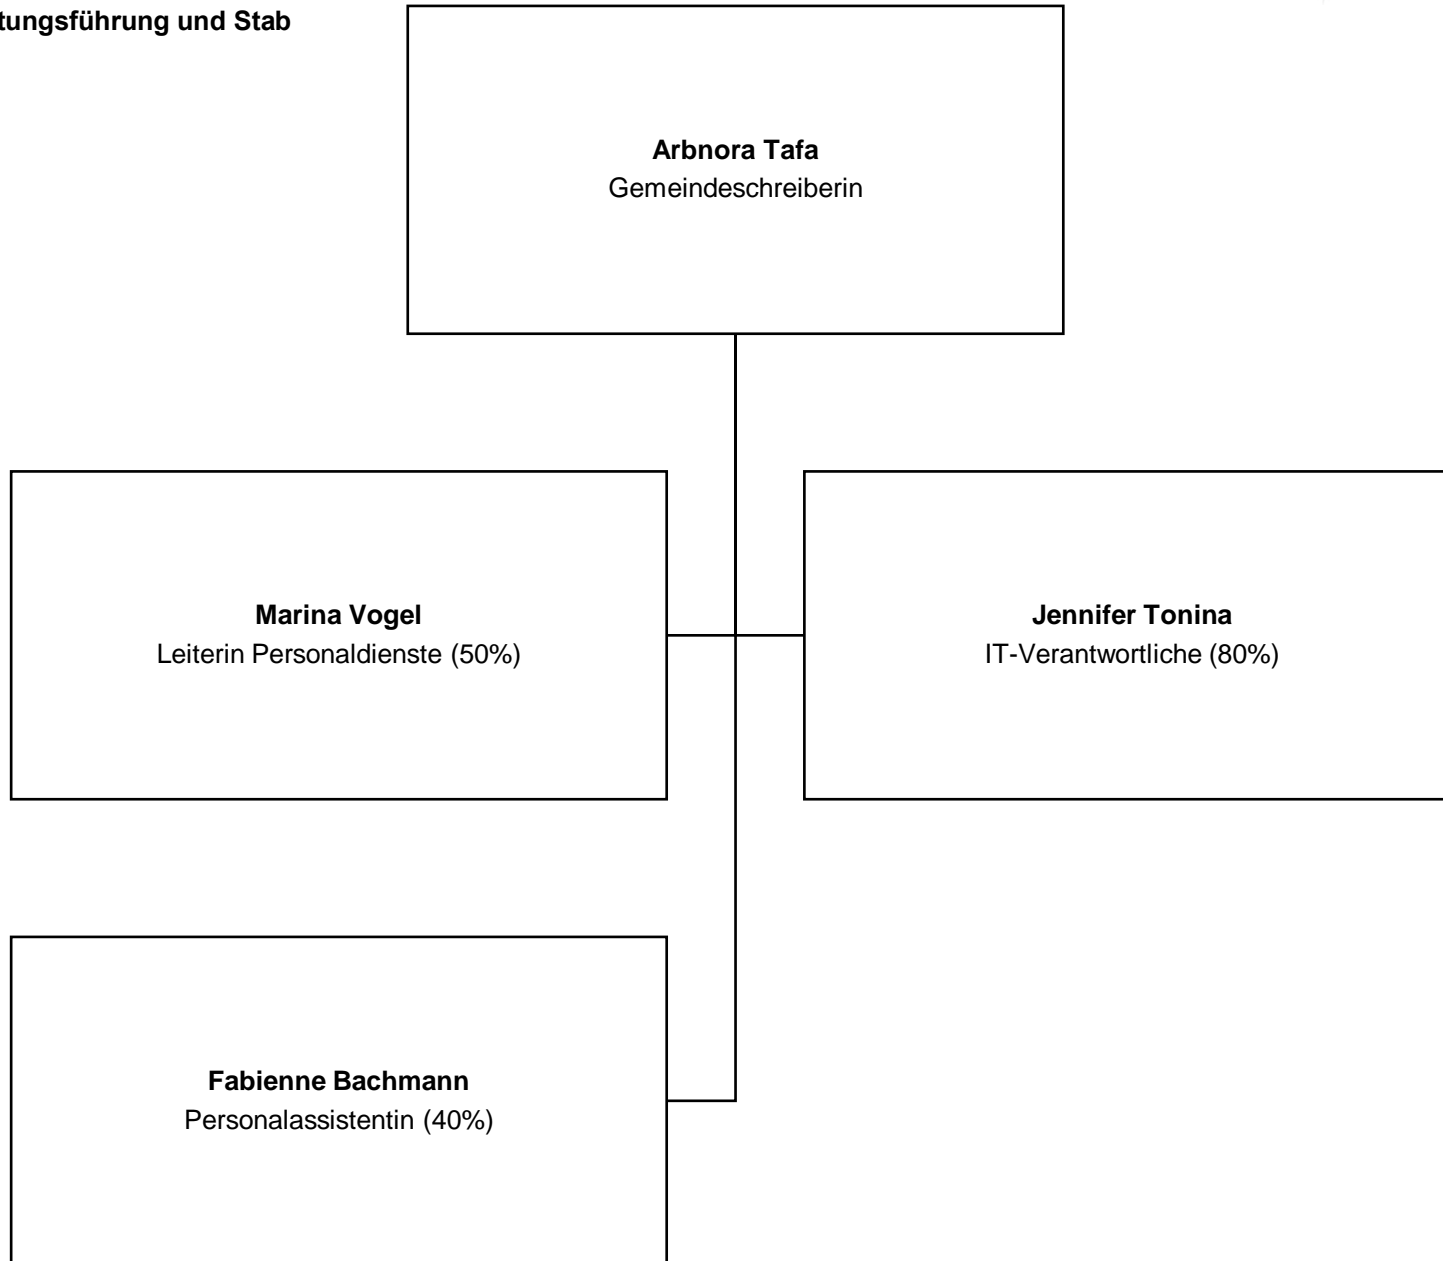 tungsführung und Stab
Arbnora Tafa
Gemeindeschreiberin
Marina Vogel
Leiterin Personaldienste (50%)
Jennifer Tonina
IT-Verantwortliche (80%)
Fabienne Bachmann
Personalassistentin (40%)